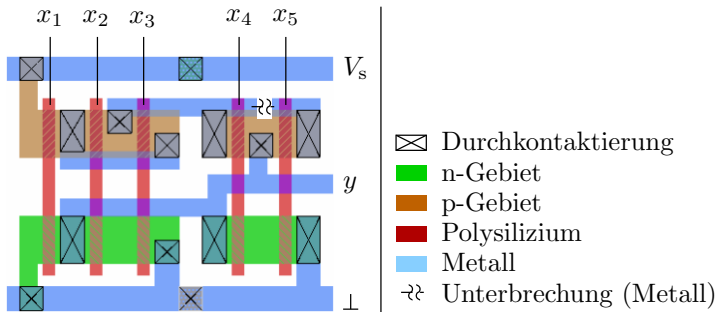 x₁ x₂ x₃ x₄ x₅
Vₛ
y
⊥
Durchkontaktierung
n-Gebiet
p-Gebiet
Polysilizium
Metall
Unterbrechung (Metall)